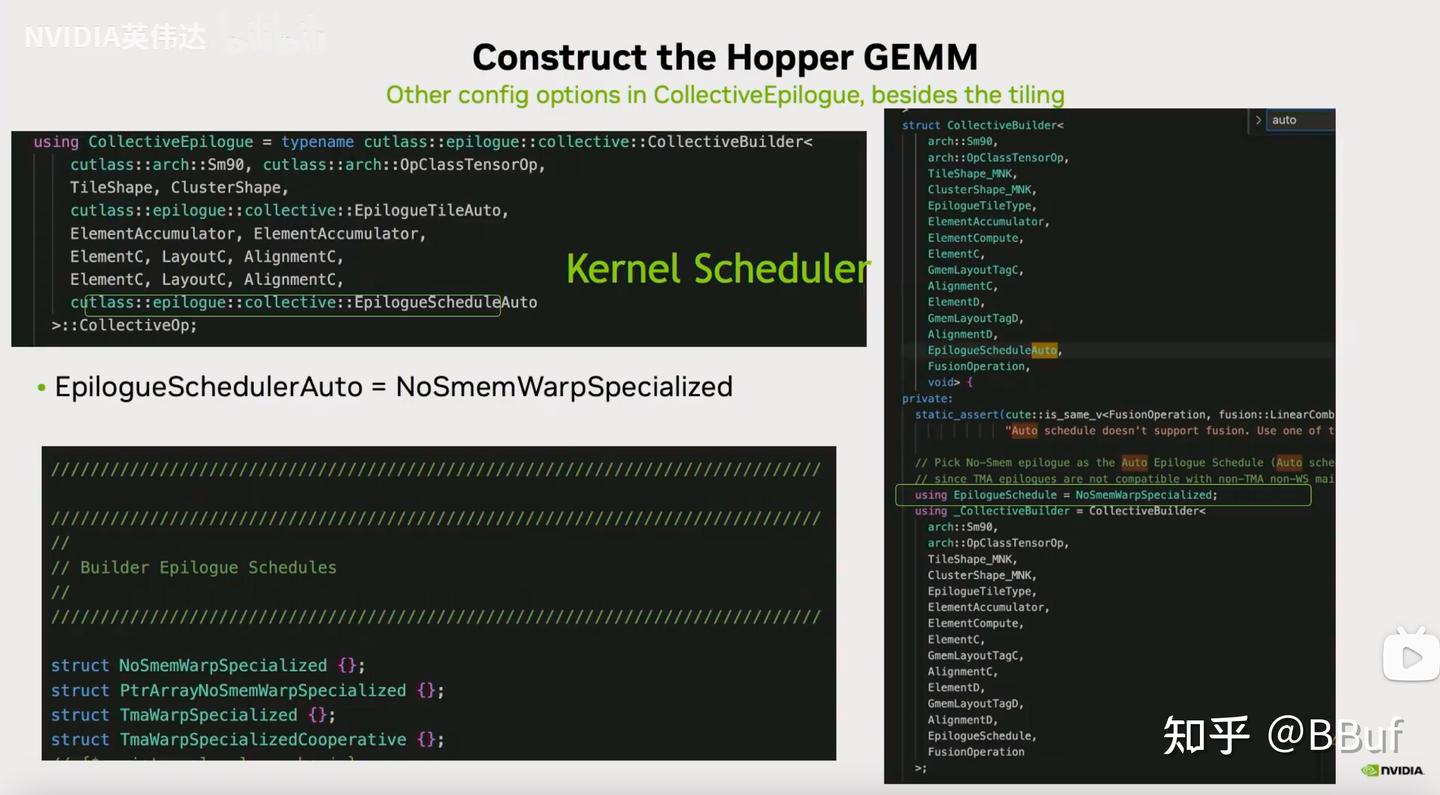 NVIDIA英伟达 bilibili
Construct the Hopper GEMM
Other config options in CollectiveEpilogue, besides the tiling
using CollectiveEpilogue = typename cutlass::epilogue::collective::CollectiveBuilder<
cutlass::arch::Sm90, cutlass::arch::OpClassTensorOp,
TileShape, ClusterShape,
cutlass::epilogue::collective::EpilogueTileAuto,
ElementAccumulator, ElementAccumulator,
ElementC, LayoutC, AlignmentC,
ElementC, LayoutC, AlignmentC,
cutlass::epilogue::collective::EpilogueScheduleAuto
>::CollectiveOp;
Kernel Scheduler
• EpilogueSchedulerAuto = NoSmemWarpSpecialized
////////////////////////////////////////////////////////////////////////////////
////////////////////////////////////////////////////////////////////////////////
//
// Builder Epilogue Schedules
//
////////////////////////////////////////////////////////////////////////////////
struct NoSmemWarpSpecialized {};
struct PtrArrayNoSmemWarpSpecialized {};
struct TmaWarpSpecialized {};
struct TmaWarpSpecializedCooperative {};
> auto
struct CollectiveBuilder<
arch::Sm90,
arch::OpClassTensorOp,
TileShape_MNK,
ClusterShape_MNK,
EpilogueTileType,
ElementAccumulator,
ElementCompute,
ElementC,
GmemLayoutTagC,
AlignmentC,
ElementD,
GmemLayoutTagD,
AlignmentD,
EpilogueScheduleAuto,
FusionOperation,
void> {
private:
static_assert(cute::is_same_v<FusionOperation, fusion::LinearComb
"Auto schedule doesn't support fusion. Use one of t
// Pick No-Smem epilogue as the Auto Epilogue Schedule (Auto sche
// since TMA epilogues are not compatible with non-TMA non-WS mai
using EpilogueSchedule = NoSmemWarpSpecialized;
using _CollectiveBuilder = CollectiveBuilder<
arch::Sm90,
arch::OpClassTensorOp,
TileShape_MNK,
ClusterShape_MNK,
EpilogueTileType,
ElementAccumulator,
ElementCompute,
ElementC,
GmemLayoutTagC,
AlignmentC,
ElementD,
GmemLayoutTagD,
AlignmentD,
EpilogueSchedule,
FusionOperation
>;
知乎 @BBuf
NVIDIA.